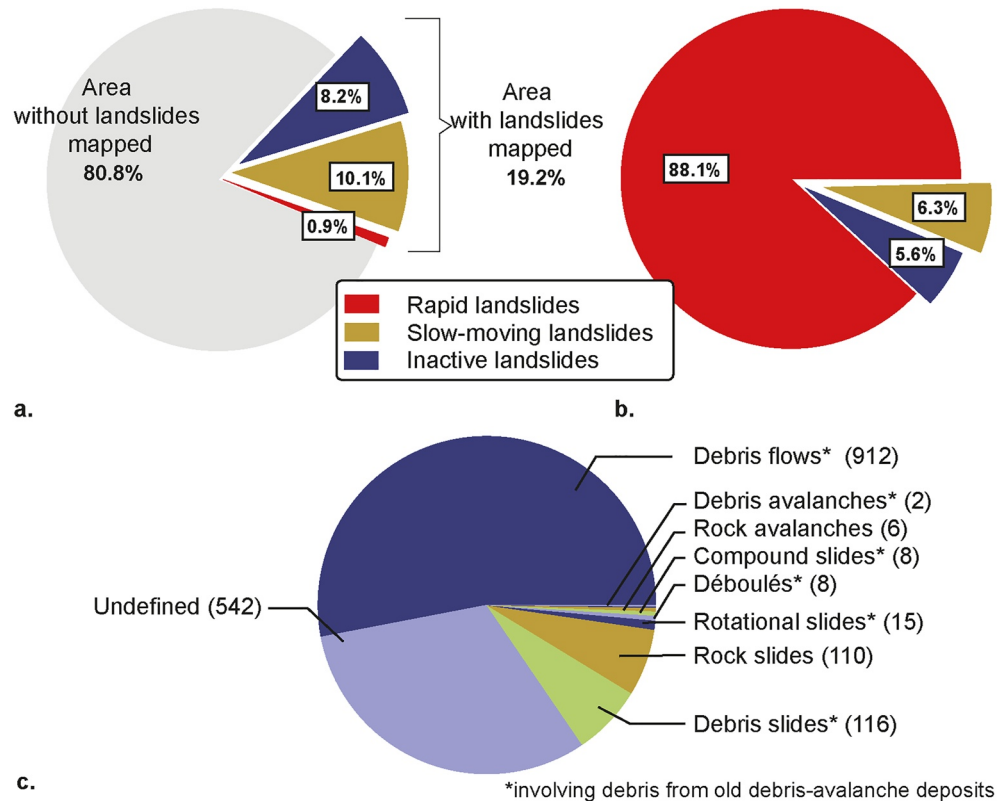 Area
without landslides
mapped
80.8%
8.2%
10.1%
0.9%
Area
with landslides
mapped
19.2%
88.1%
6.3%
5.6%
Rapid landslides
Slow-moving landslides
Inactive landslides
a.
b.
Debris flows* (912)
Debris avalanches* (2)
Rock avalanches (6)
Compound slides* (8)
Déboulés* (8)
Rotational slides* (15)
Rock slides (110)
Debris slides* (116)
Undefined (542)
c.
*involving debris from old debris-avalanche deposits